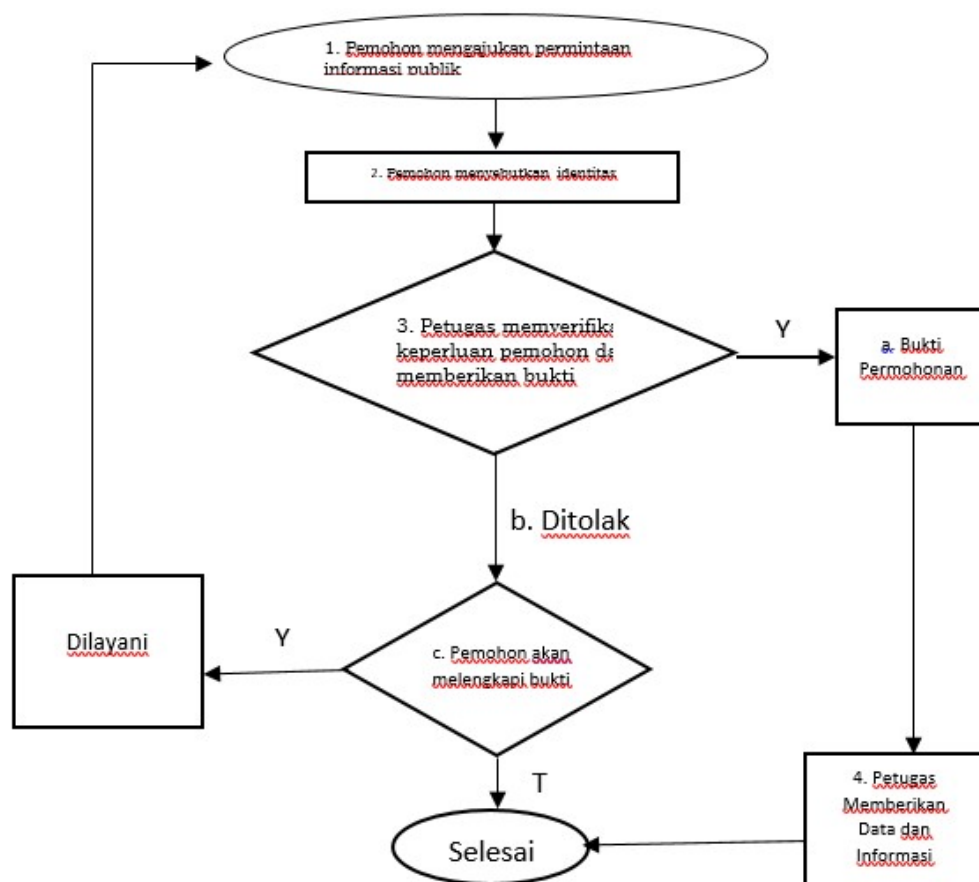 1. Pemohon mengajukan permintaan
informasi publik
2. Pemohon menyebutkan identitas
3. Petugas memverifika
keperluan pemohon da
memberikan bukti
Y
a. Bukti
Permohonan
b. Ditolak
Dilayani
Y
c. Pemohon akan
melengkapi bukti
T
4. Petugas
Memberikan
Data dan
Informasi
Selesai